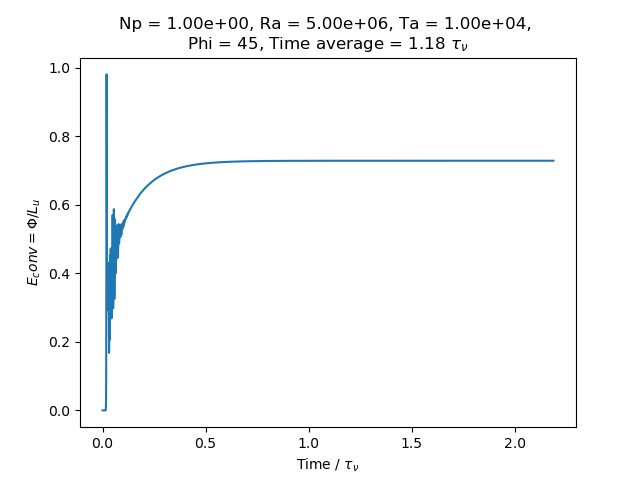 Np = 1.00e+00, Ra = 5.00e+06, Ta = 1.00e+04,
Phi = 45, Time average = 1.18 τ_ν
1.0
0.8
0.6
0.4
0.2
0.0
E_conv = Φ/L_u
0.0 0.5 1.0 1.5 2.0
Time / τ_ν